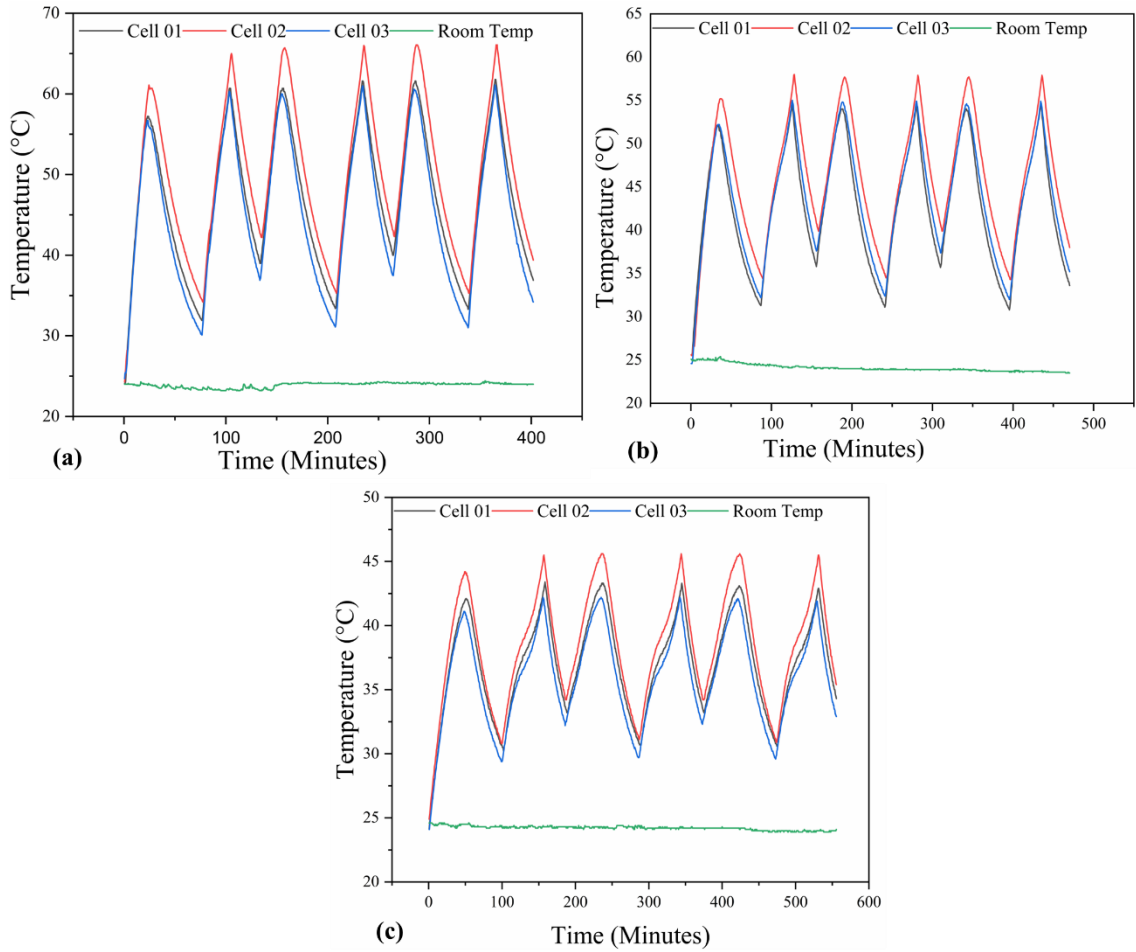 70
Cell 01 Cell 02 Cell 03 Room Temp
60
50
40
30
20
Temperature (°C)
0 100 200 300 400
Time (Minutes)
(a)
65
Cell 01 Cell 02 Cell 03 Room Temp
60
55
50
45
40
35
30
25
20
Temperature (°C)
0 100 200 300 400 500
Time (Minutes)
(b)
50
Cell 01 Cell 02 Cell 03 Room Temp
45
40
35
30
25
20
Temperature (°C)
0 100 200 300 400 500 600
Time (Minutes)
(c)